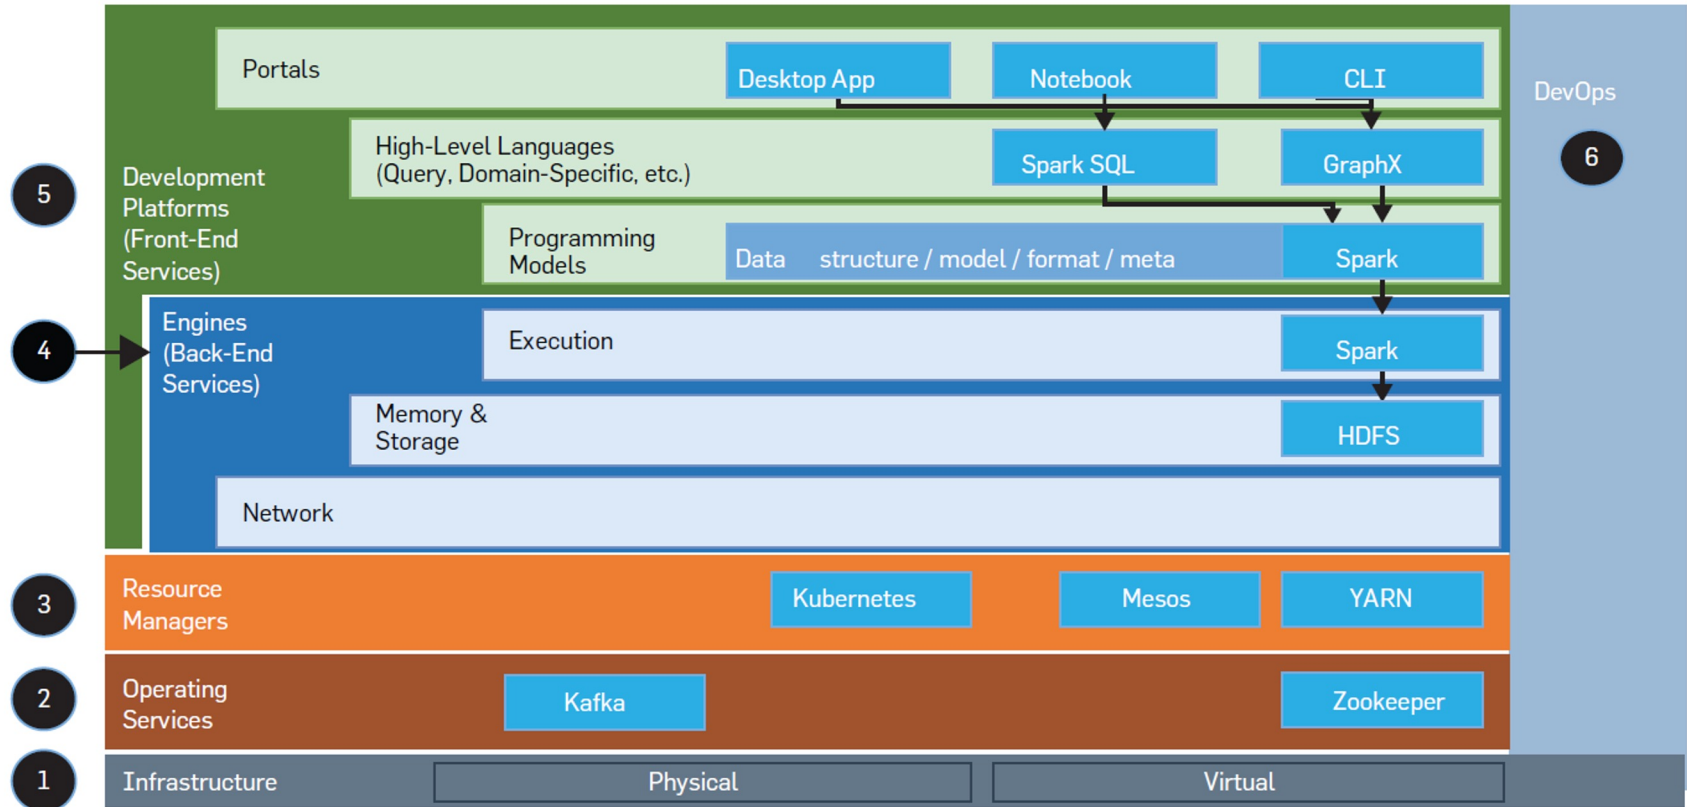 Portals
Desktop App
Notebook
CLI
DevOps
6
High-Level Languages
(Query, Domain-Specific, etc.)
Spark SQL
GraphX
5
Development
Platforms
(Front-End
Services)
Programming
Models
Data structure / model / format / meta
Spark
4
Engines
(Back-End
Services)
Execution
Spark
Memory &
Storage
HDFS
Network
3
Resource
Managers
Kubernetes
Mesos
YARN
2
Operating
Services
Kafka
Zookeeper
1
Infrastructure
Physical
Virtual